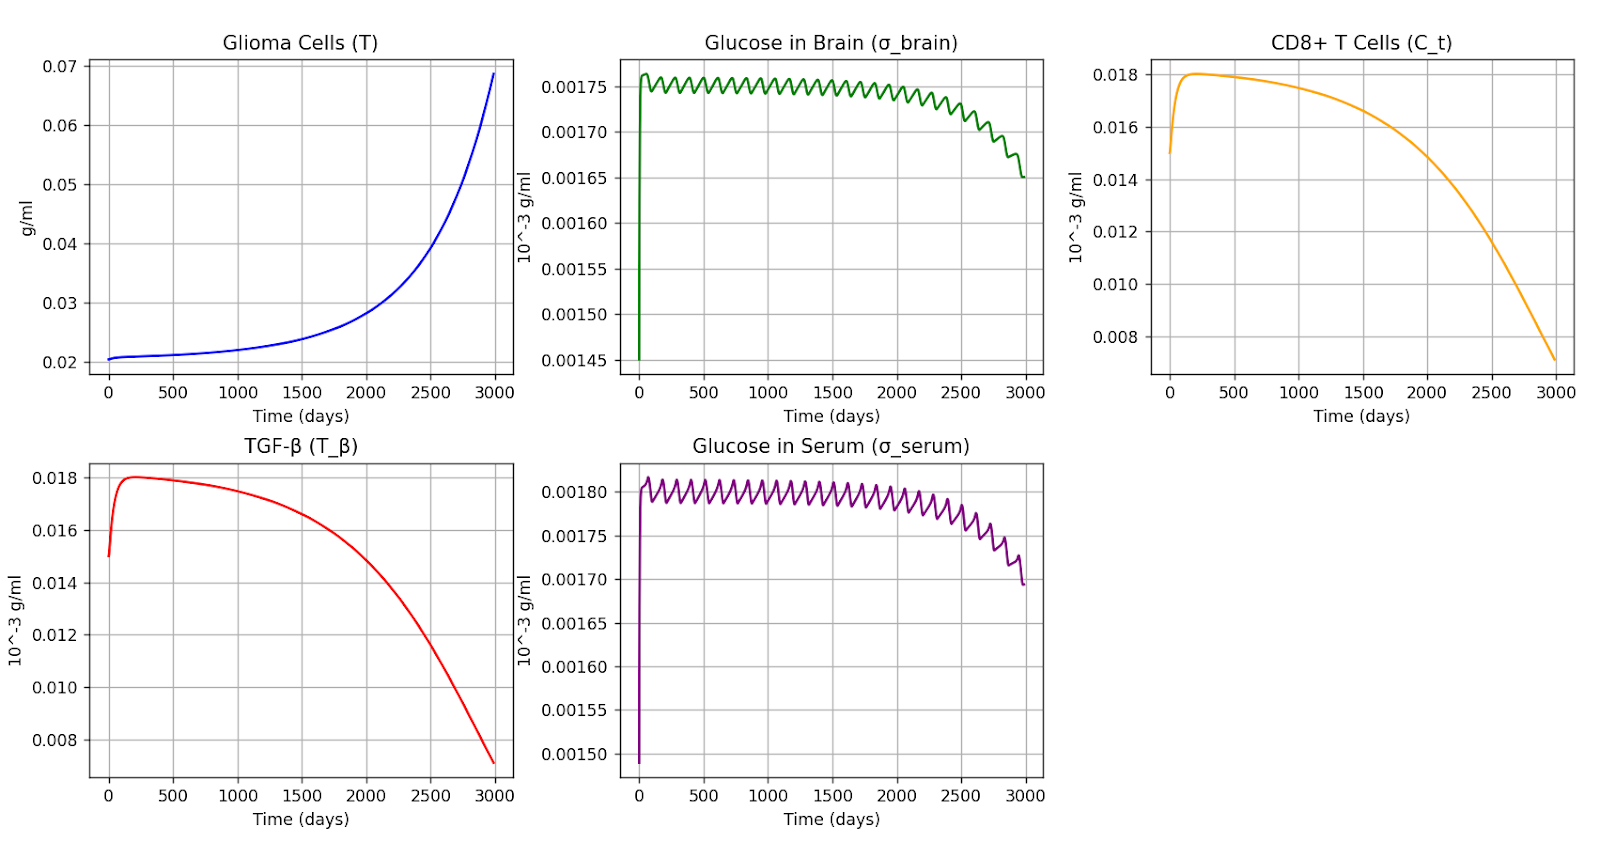 Glioma Cells (T)
0.07
0.06
0.05
0.04
0.03
0.02
g/ml
0 500 1000 1500 2000 2500 3000
Time (days)
Glucose in Brain (σ_brain)
0.00175
0.00170
0.00165
0.00160
0.00155
0.00150
0.00145
10^-3 g/ml
0 500 1000 1500 2000 2500 3000
Time (days)
CD8+ T Cells (C_t)
0.018
0.016
0.014
0.012
0.010
0.008
10^-3 g/ml
0 500 1000 1500 2000 2500 3000
Time (days)
TGF-β (T_β)
0.018
0.016
0.014
0.012
0.010
0.008
10^-3 g/ml
0 500 1000 1500 2000 2500 3000
Time (days)
Glucose in Serum (σ_serum)
0.00180
0.00175
0.00170
0.00165
0.00160
0.00155
0.00150
10^-3 g/ml
0 500 1000 1500 2000 2500 3000
Time (days)